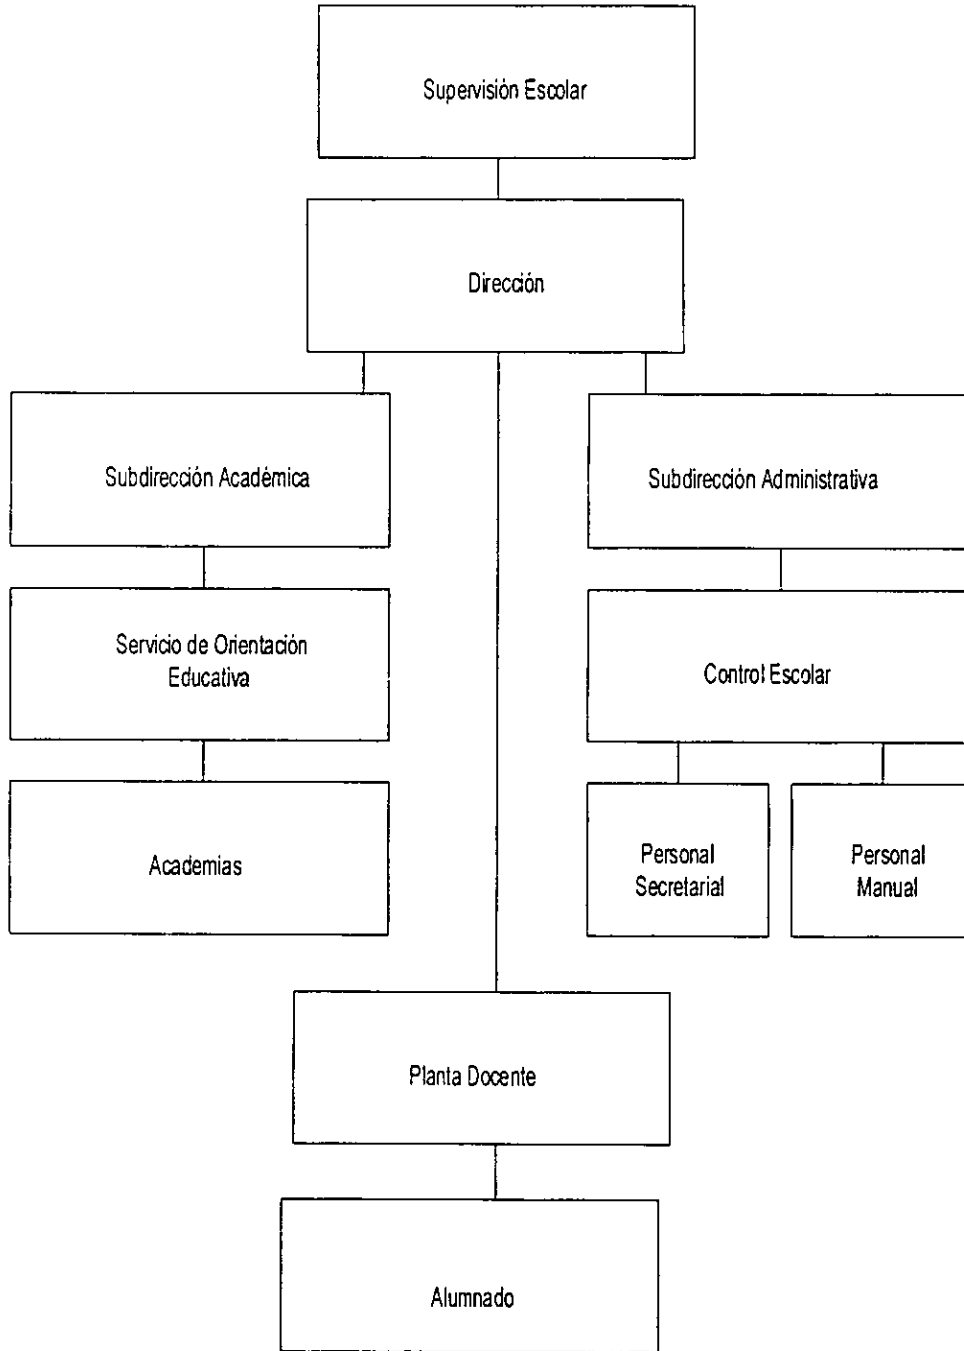 Supervisión Escolar
Dirección
Subdirección Académica
Subdirección Administrativa
Servicio de Orientación
Educativa
Control Escolar
Academias
Personal
Secretarial
Personal
Manual
Planta Docente
Alumnado